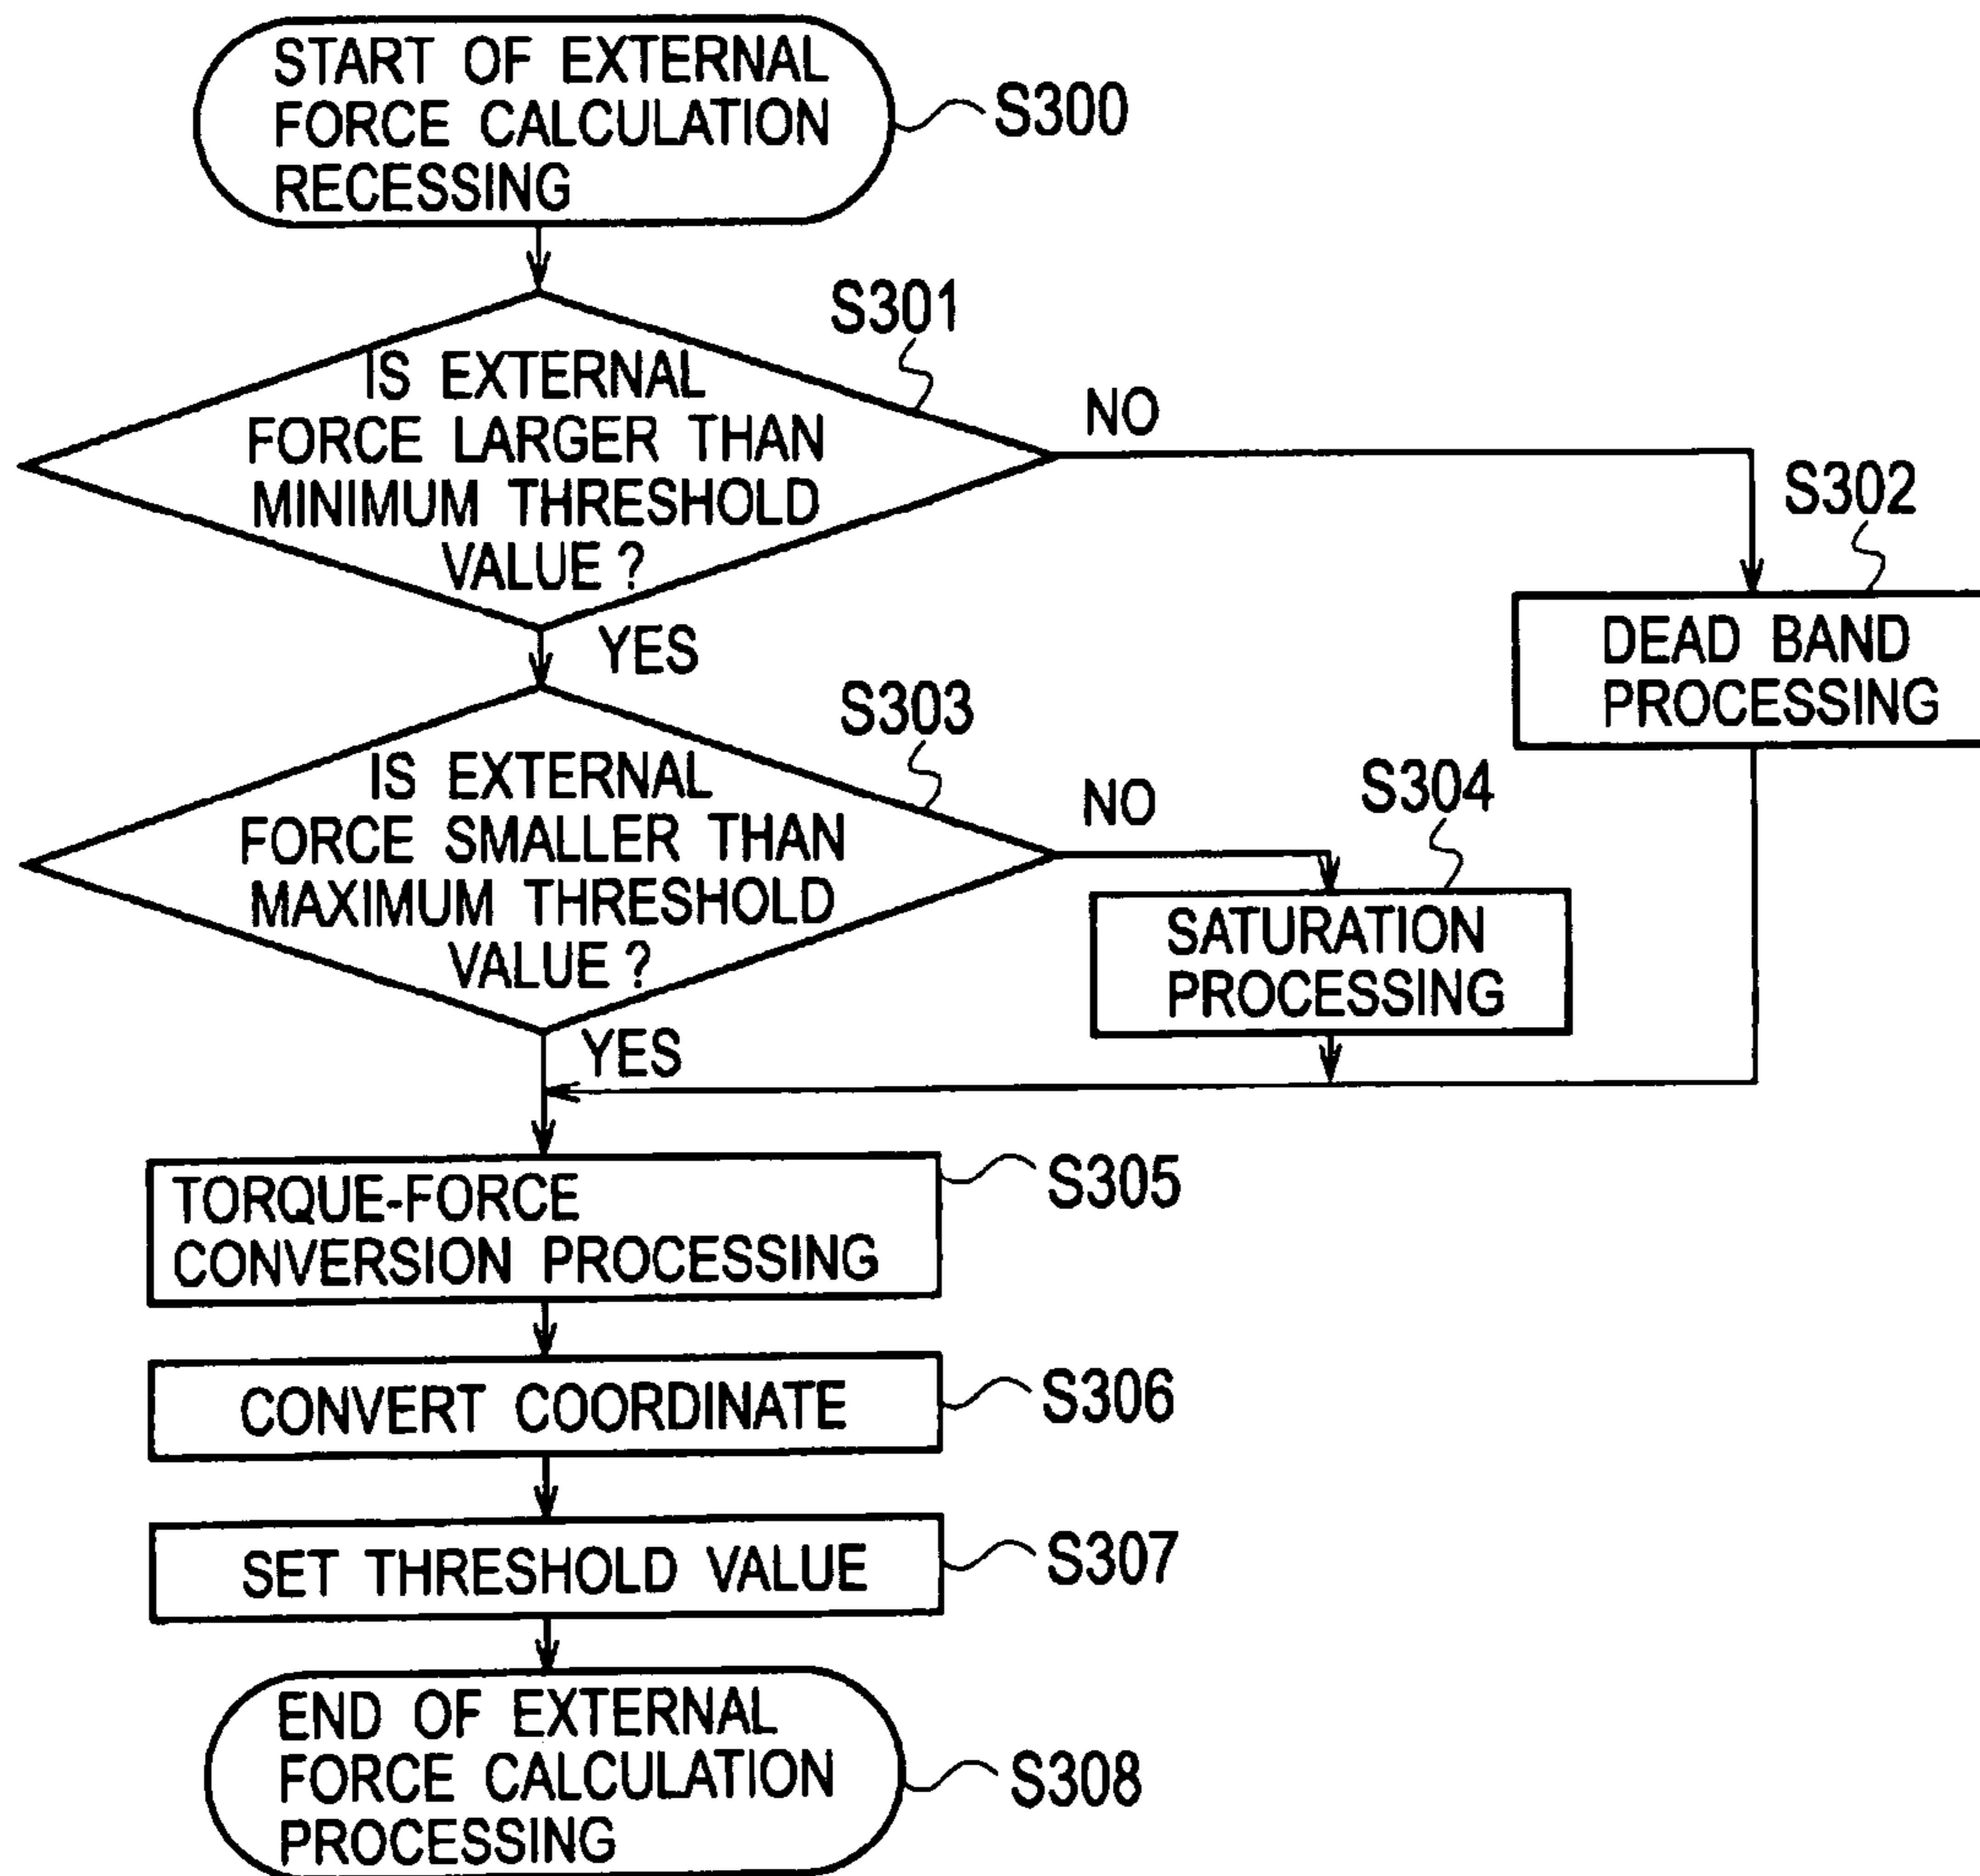 START OF EXTERNAL
FORCE CALCULATION
RECESSING
S300
S301
IS EXTERNAL
FORCE LARGER THAN
MINIMUM THRESHOLD
VALUE ?
NO
S302
DEAD BAND
PROCESSING
YES
S303
IS EXTERNAL
FORCE SMALLER THAN
MAXIMUM THRESHOLD
VALUE ?
NO
S304
SATURATION
PROCESSING
YES
TORQUE-FORCE
CONVERSION PROCESSING
S305
CONVERT COORDINATE
S306
SET THRESHOLD VALUE
S307
END OF EXTERNAL
FORCE CALCULATION
PROCESSING
S308